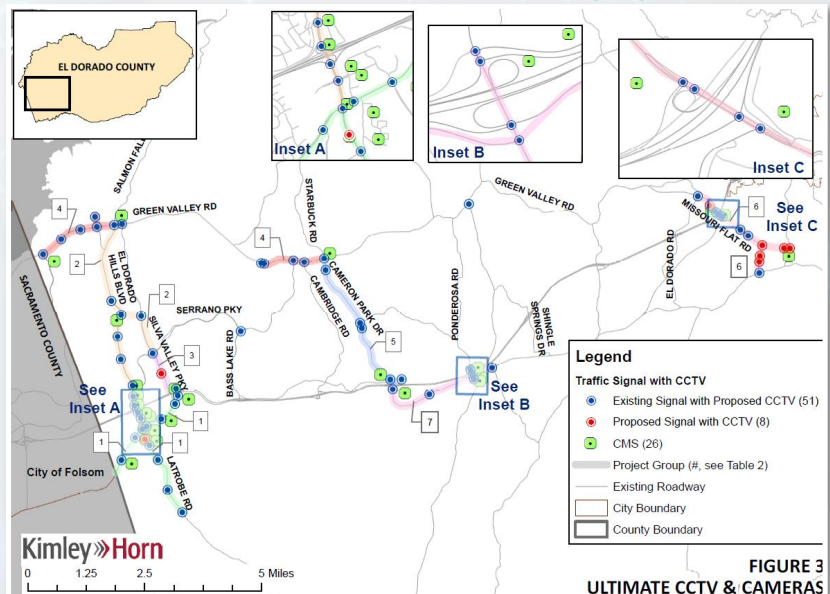 EL DORADO COUNTY
Inset A
Inset B
Inset C
SALMON FALL
GREEN VALLEY RD
4
2
EL DORADO
HILLS BLVD
2
SILVA VALLEY PKY
SERRANO PKY
3
SACRAMENTO COUNTY
See
Inset A
1
1
1
City of Folsom
LATROBE RD
BASS LAKE RD
STARBUCK RD
4
CAMERON PARK DR
CAMBRIDGE RD
5
7
GREEN VALLEY RD
PONDEROSA RD
SHINGLE
SPRINGS DR
See
Inset B
EL DORADO RD
MISSOURI FLAT RD
6
See
Inset C
6
Legend
Traffic Signal with CCTV
Existing Signal with Proposed CCTV (51)
Proposed Signal with CCTV (8)
CMS (26)
Project Group (#, see Table 2)
Existing Roadway
City Boundary
County Boundary
Kimley»Horn
0 1.25 2.5 5 Miles
FIGURE 3
ULTIMATE CCTV & CAMERAS